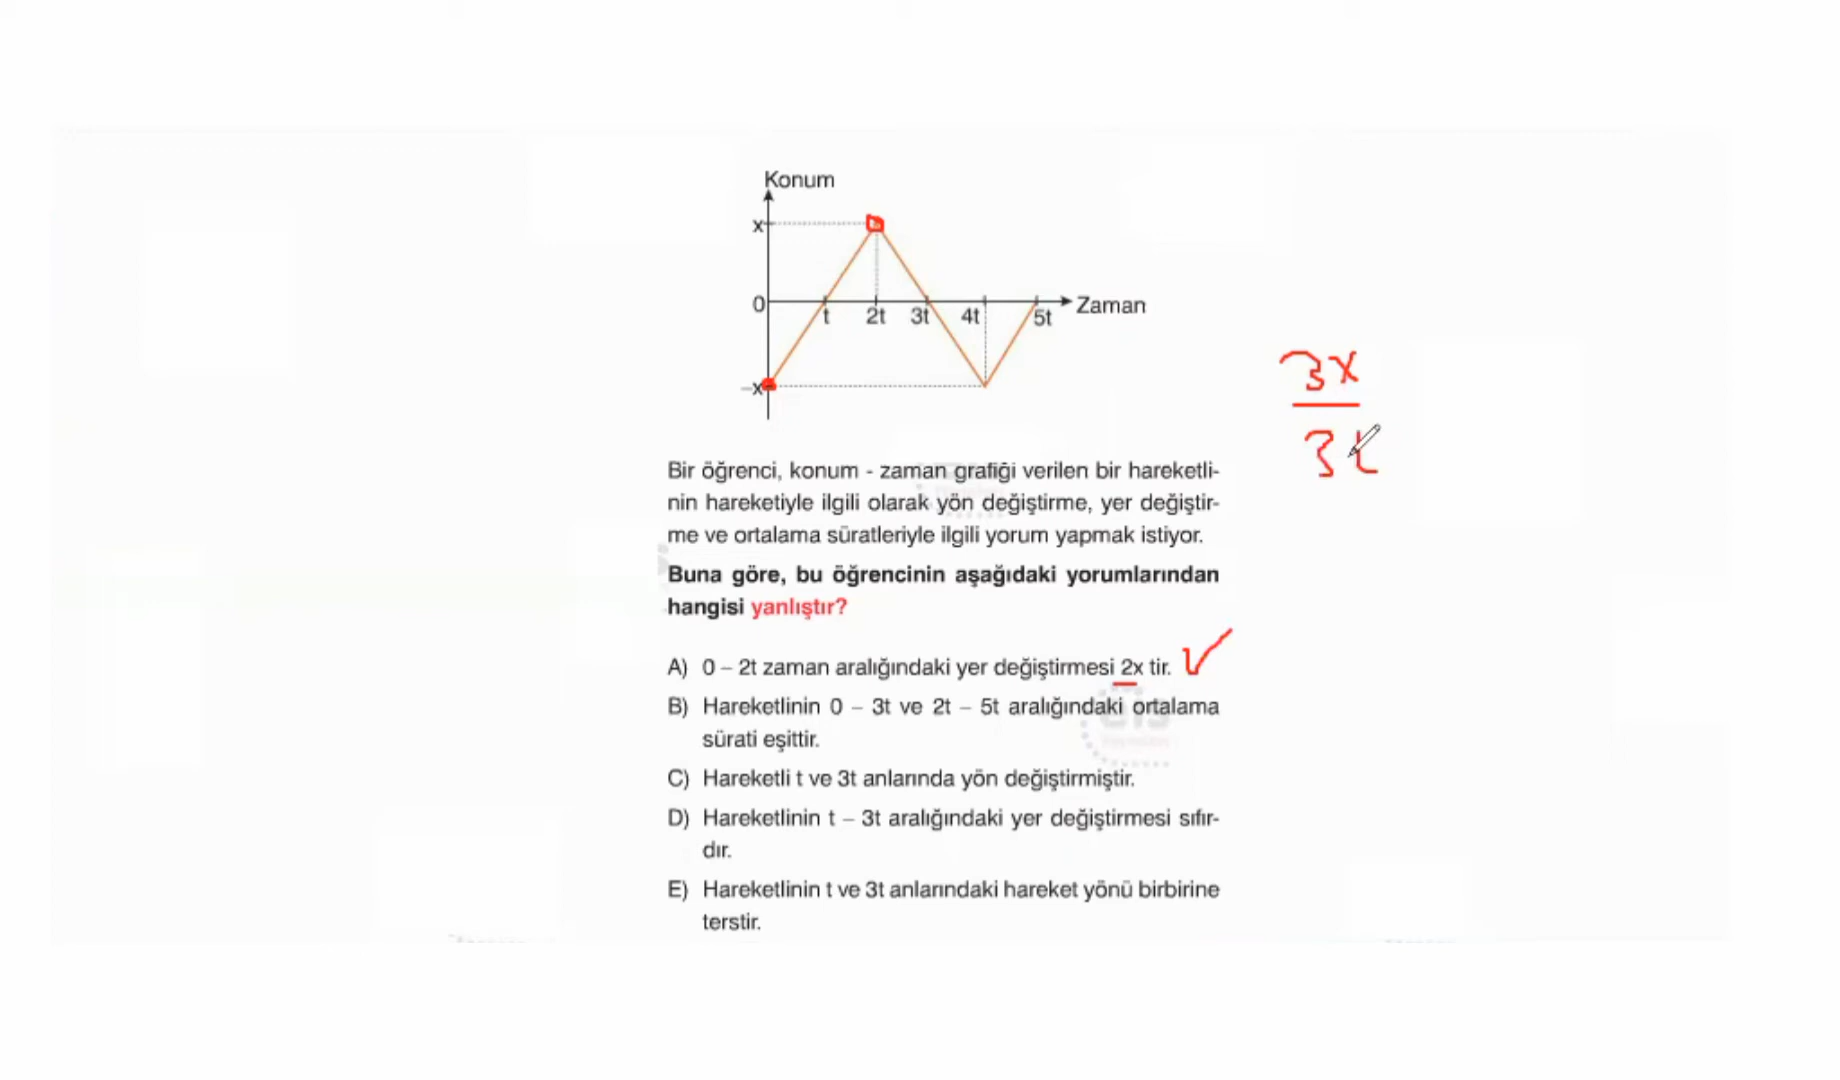 Konum
x
0
t 2t 3t 4t 5t
Zaman
-x
3x
3t
Bir öğrenci, konum - zaman grafiği verilen bir hareketli-
nin hareketiyle ilgili olarak yön değiştirme, yer değiştir-
me ve ortalama süratleriyle ilgili yorum yapmak istiyor.
Buna göre, bu öğrencinin aşağıdaki yorumlarından
hangisi yanlıştır?
A) 0 – 2t zaman aralığındaki yer değiştirmesi 2x tir.
B) Hareketlinin 0 – 3t ve 2t – 5t aralığındaki ortalama
sürati eşittir.
C) Hareketli t ve 3t anlarında yön değiştirmiştir.
D) Hareketlinin t – 3t aralığındaki yer değiştirmesi sıfır-
dır.
E) Hareketlinin t ve 3t anlarındaki hareket yönü birbirine
terstir.